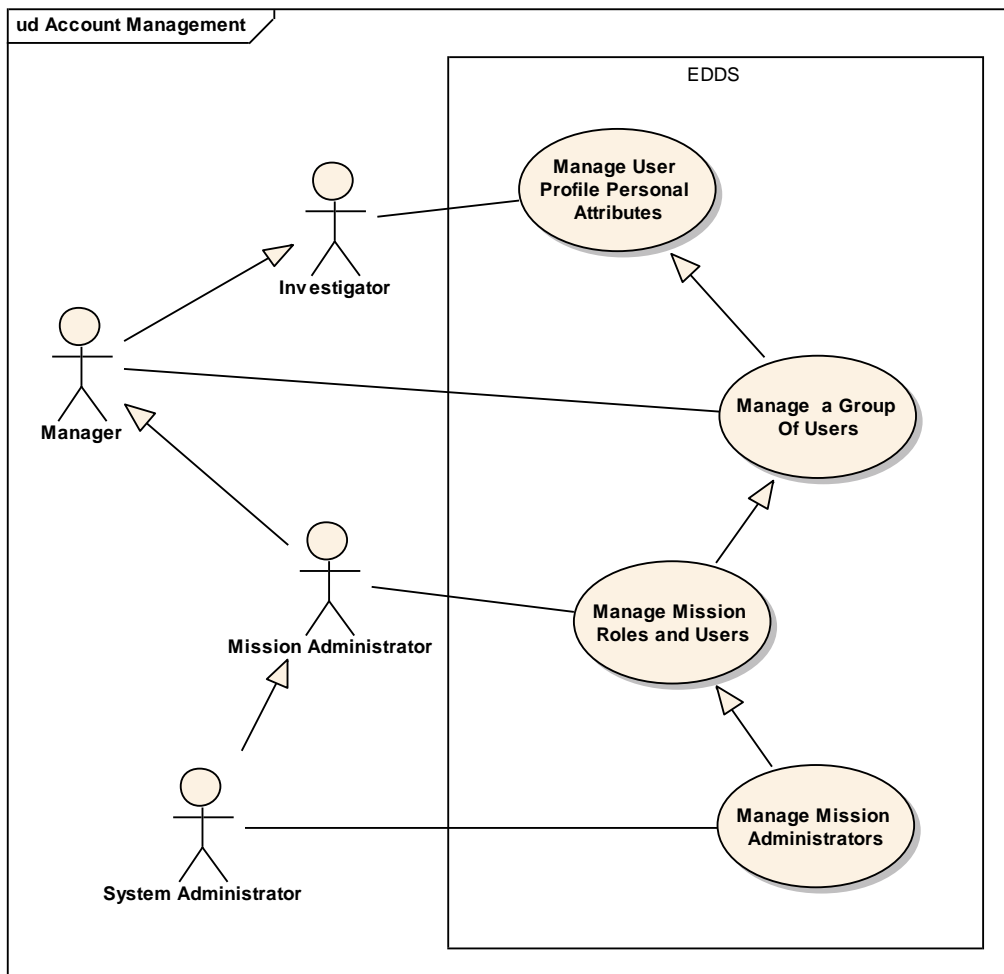 ud Account Management
EDDS
Manage User
Profile Personal
Attributes
Investigator
Manager
Manage a Group
Of Users
Mission Administrator
Manage Mission
Roles and Users
System Administrator
Manage Mission
Administrators